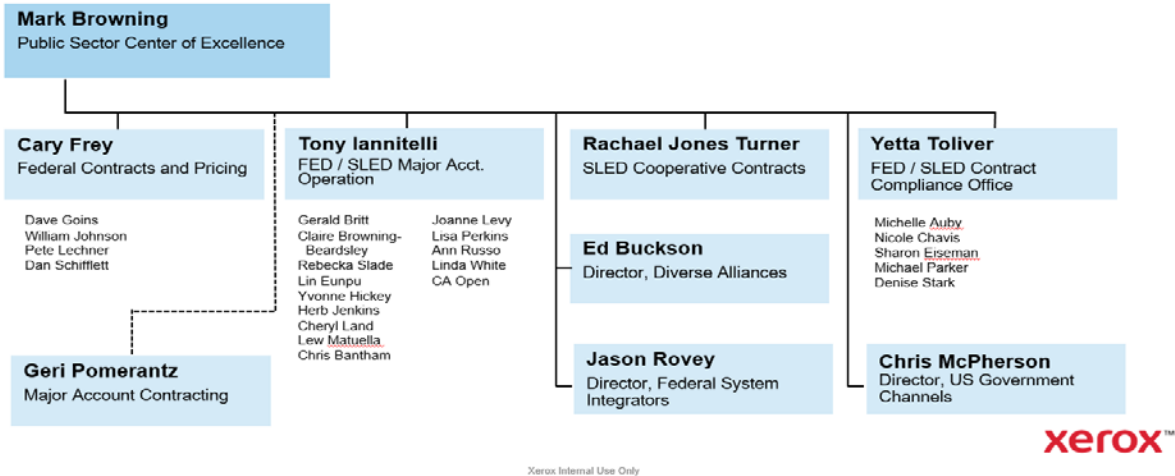 Mark Browning
Public Sector Center of Excellence
Cary Frey
Federal Contracts and Pricing
Dave Goins
William Johnson
Pete Lechner
Dan Schifflett
Geri Pomerantz
Major Account Contracting
Tony Iannitelli
FED / SLED Major Acct.
Operation
Gerald Britt
Claire Browning-
Beardsley
Rebecka Slade
Lin Eunpu
Yvonne Hickey
Herb Jenkins
Cheryl Land
Lew Matuella
Chris Bantham
Joanne Levy
Lisa Perkins
Ann Russo
Linda White
CA Open
Rachael Jones Turner
SLED Cooperative Contracts
Ed Buckson
Director, Diverse Alliances
Jason Rovey
Director, Federal System
Integrators
Yetta Toliver
FED / SLED Contract
Compliance Office
Michelle Auby
Nicole Chavis
Sharon Eiseman
Michael Parker
Denise Stark
Chris McPherson
Director, US Government
Channels
xerox™
Xerox Internal Use Only